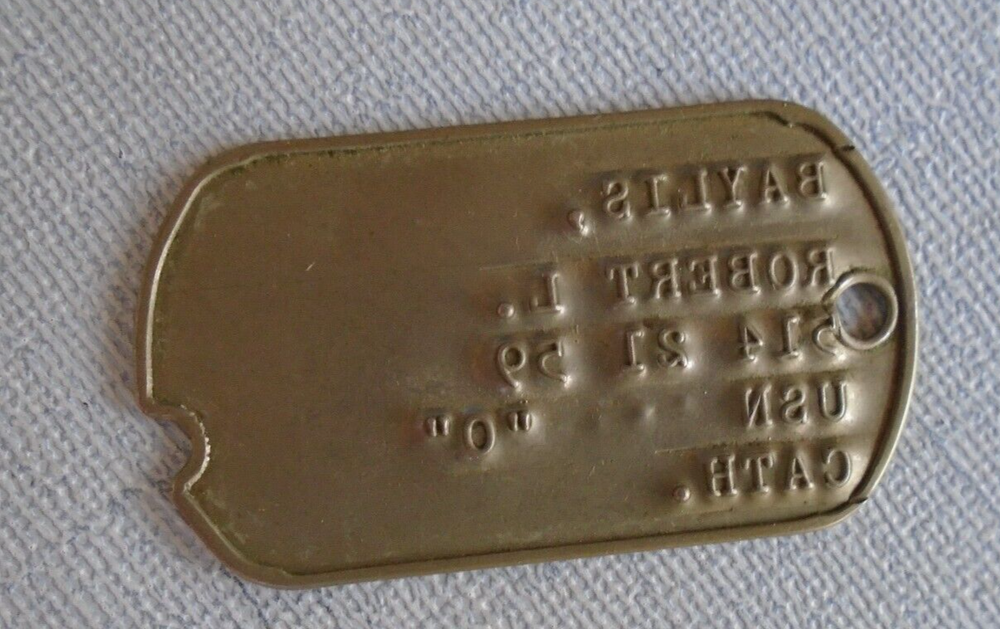 BAYLIS,
ROBERT L.
514 21 59
USN "O"
CATH.